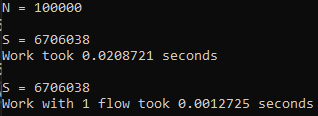 N = 100000
S = 6706038
Work took 0.0208721 seconds
S = 6706038
Work with 1 flow took 0.0012725 seconds